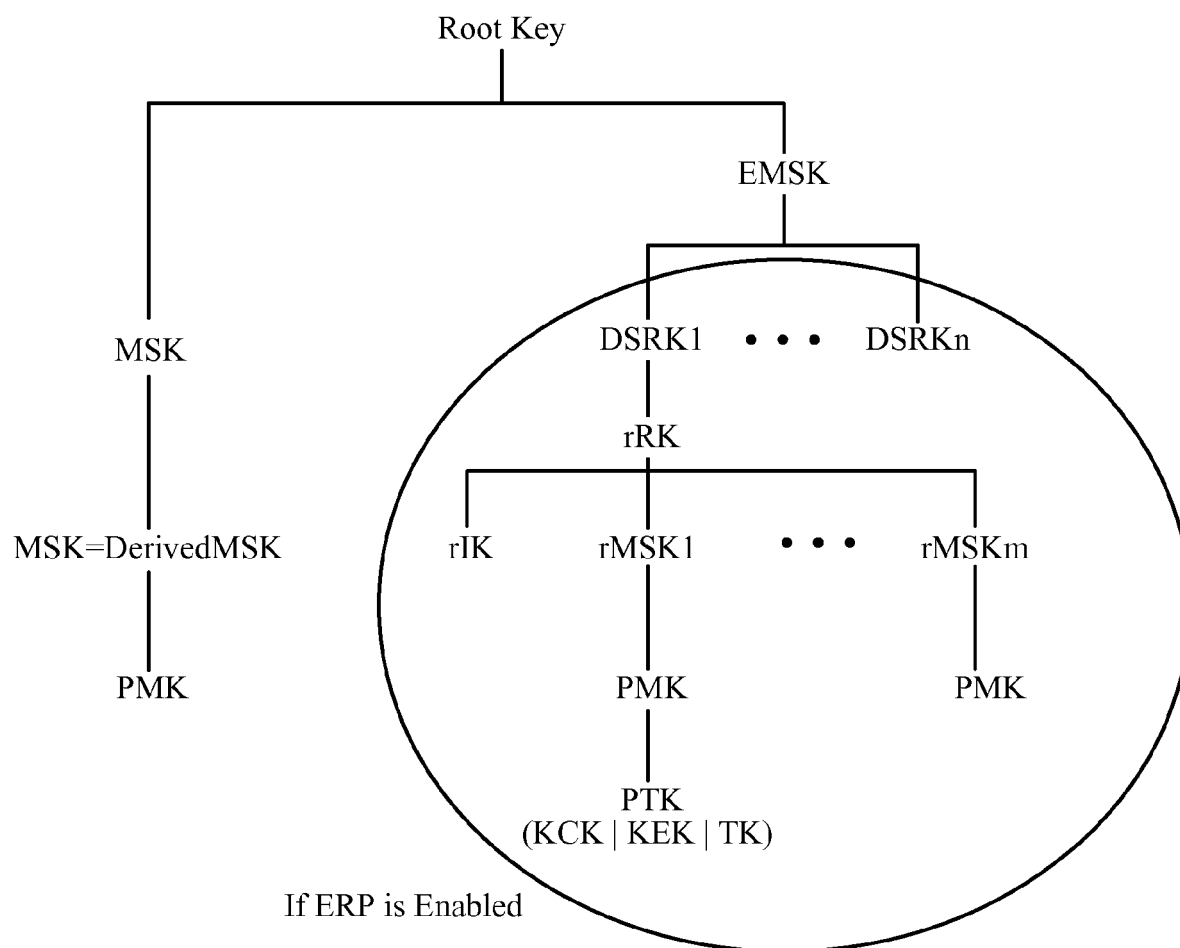 Root Key
EMSK
MSK
DSRK1 • • • DSRKn
rRK
MSK=DerivedMSK
rIK
rMSK1 • • • rMSKm
PMK
PMK
PMK
PTK
(KCK | KEK | TK)
If ERP is Enabled